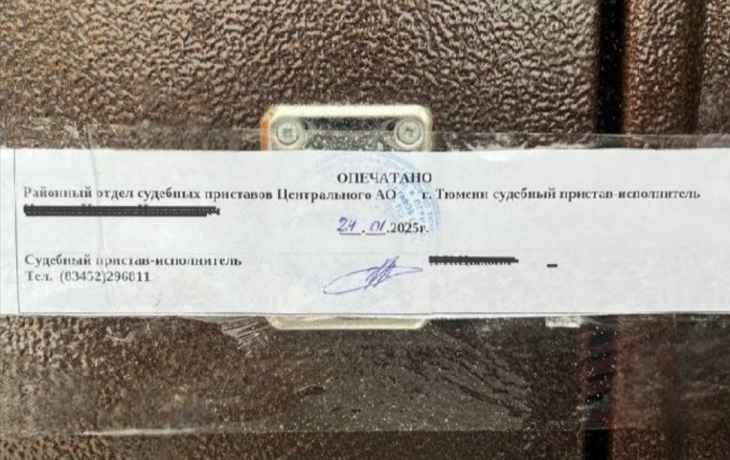 ОПЕЧАТАНО
Районный отдел судебных приставов Центрального АО г. Тюмени судебный пристав-исполнитель
24.01.2025г.
Судебный пристав-исполнитель
Тел. (83452)296811